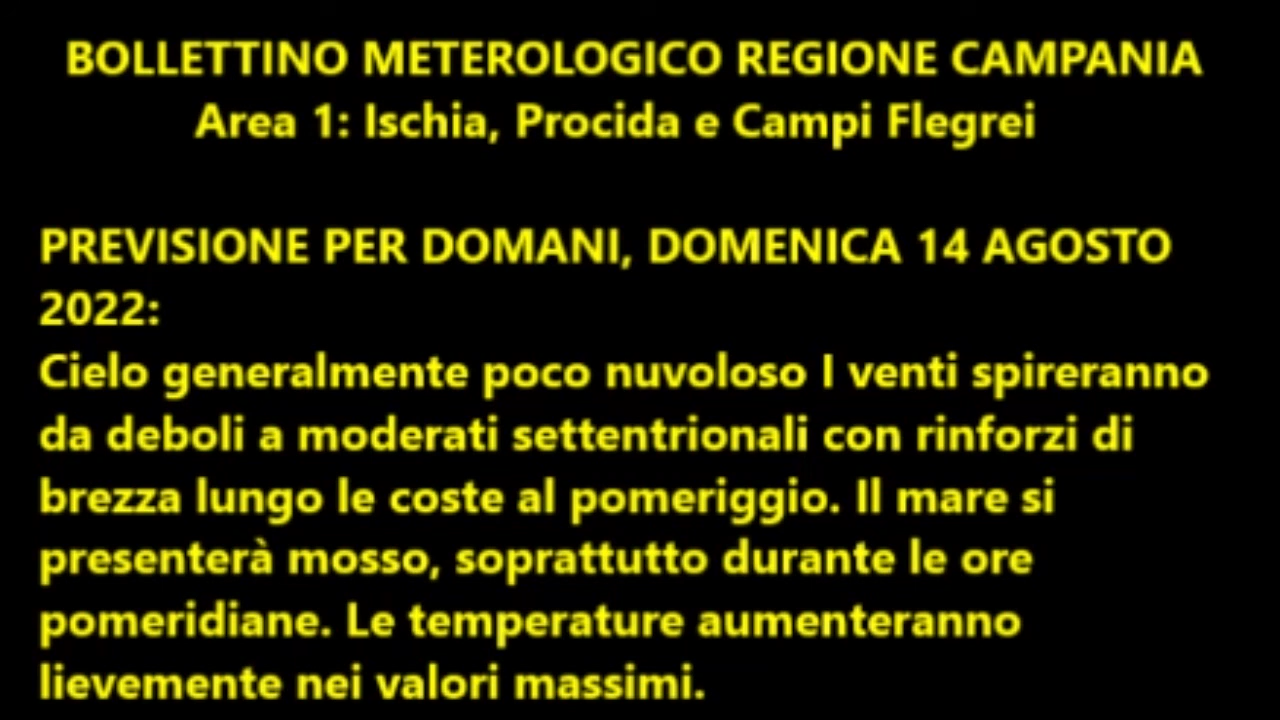 BOLLETTINO METEROLOGICO REGIONE CAMPANIA
Area 1: Ischia, Procida e Campi Flegrei
PREVISIONE PER DOMANI, DOMENICA 14 AGOSTO
2022:
Cielo generalmente poco nuvoloso I venti spireranno
da deboli a moderati settentrionali con rinforzi di
brezza lungo le coste al pomeriggio. Il mare si
presenterà mosso, soprattutto durante le ore
pomeridiane. Le temperature aumenteranno
lievemente nei valori massimi.